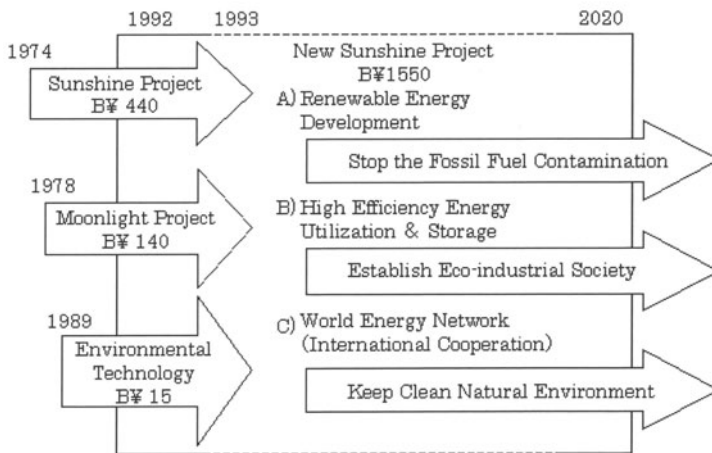 1992 1993 2020
1974
Sunshine Project
B¥ 440
1978
Moonlight Project
B¥ 140
1989
Environmental
Technology
B¥ 15
New Sunshine Project
B¥1550
A) Renewable Energy
Development
Stop the Fossil Fuel Contamination
B) High Efficiency Energy
Utilization & Storage
Establish Eco-industrial Society
C) World Energy Network
(International Cooperation)
Keep Clean Natural Environment